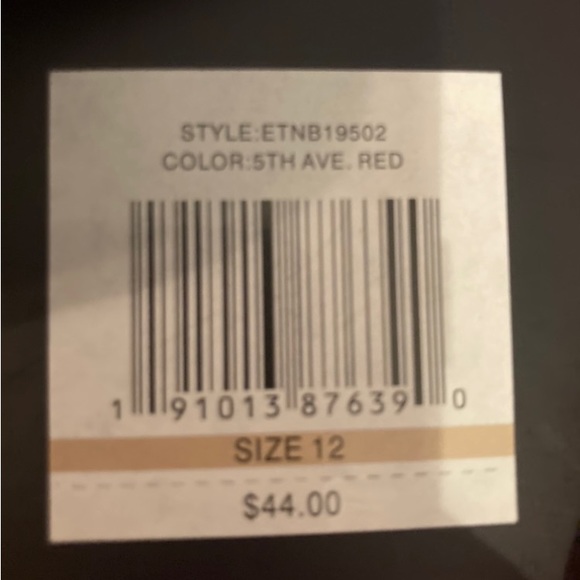 STYLE:ETNB19502
COLOR:5TH AVE. RED
1 91013 87639 0
SIZE 12
$44.00